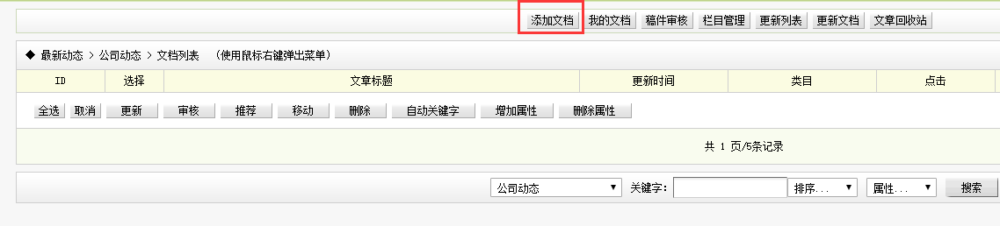 添加文档 我的文档 稿件审核 栏目管理 更新列表 更新文档 文章回收站
◆ 最新动态 > 公司动态 > 文档列表 （使用鼠标右键弹出菜单）
ID 选择 文章标题 更新时间 类目 点击
全选 取消 更新 审核 推荐 移动 删除 自动关键字 增加属性 删除属性
共 1 页/5条记录
公司动态 关键字: 排序... 属性... 搜索